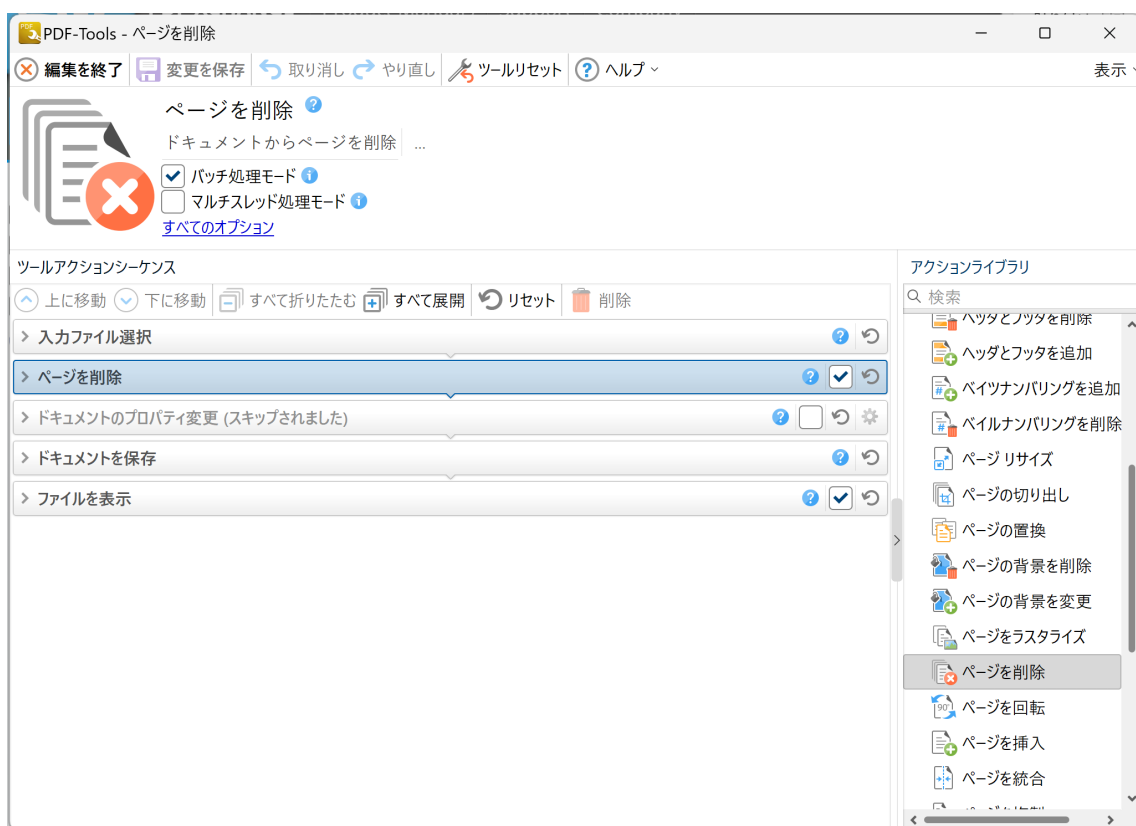 PDF-Tools - ページを削除
編集を終了 変更を保存 取り消し やり直し ツールリセット ヘルプ 表示
ページを削除
ドキュメントからページを削除 ...
バッチ処理モード
マルチスレッド処理モード
すべてのオプション
ツールアクションシーケンス
上に移動 下に移動 すべて折りたたむ すべて展開 リセット 削除
入力ファイル選択
ページを削除
ドキュメントのプロパティ変更 (スキップされました)
ドキュメントを保存
ファイルを表示
アクションライブラリ
検索
ヘッダとフッタを削除
ヘッダとフッタを追加
ベイツナンバリングを追加
ベイルナンバリングを削除
ページ リサイズ
ページの切り出し
ページの置換
ページの背景を削除
ページの背景を変更
ページをラスタライズ
ページを削除
ページを回転
ページを挿入
ページを統合